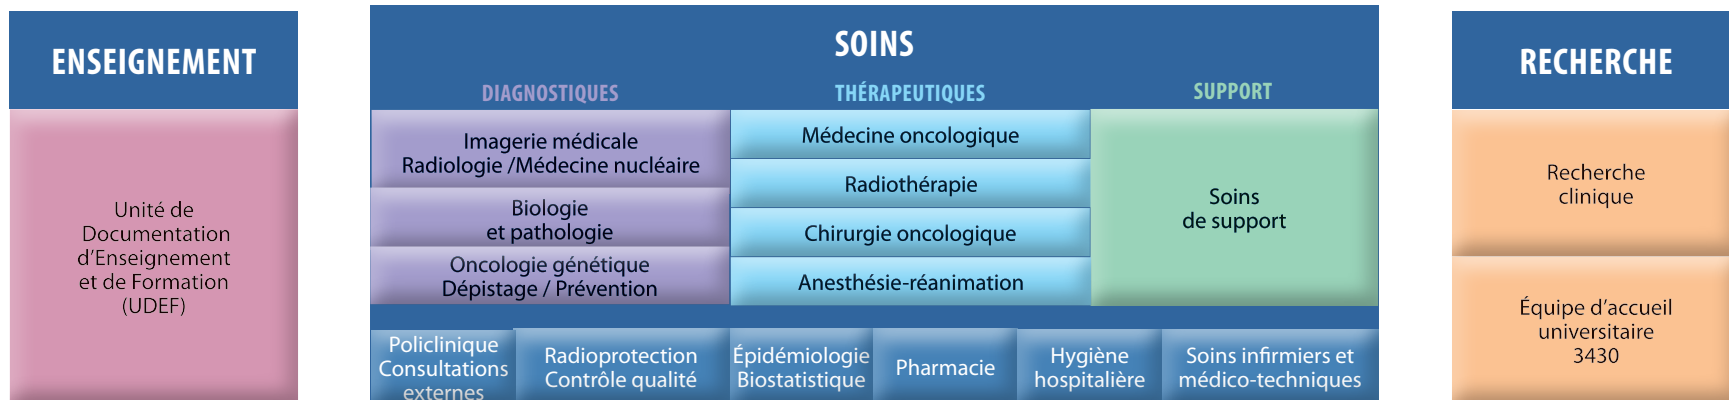 ENSEIGNEMENT
Unité de
Documentation
d'Enseignement
et de Formation
(UDEF)
SOINS
DIAGNOSTIQUES
THÉRAPEUTIQUES
SUPPORT
Imagerie médicale
Radiologie /Médecine nucléaire
Biologie
et pathologie
Oncologie génétique
Dépistage / Prévention
Médecine oncologique
Radiothérapie
Chirurgie oncologique
Anesthésie-réanimation
Soins
de support
Policlinique
Consultations
externes
Radioprotection
Contrôle qualité
Épidémiologie
Biostatistique
Pharmacie
Hygiène
hospitalière
Soins infirmiers et
médico-techniques
RECHERCHE
Recherche
clinique
Équipe d'accueil
universitaire
3430